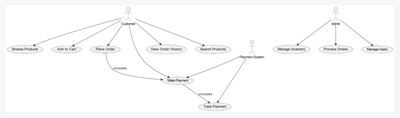 Customer
Admin
Browse Products
Add to Cart
Place Order
View Order History
Search Products
Manage Inventory
Process Orders
Manage Users
Payment System
includes
Make Payment
includes
Track Payment